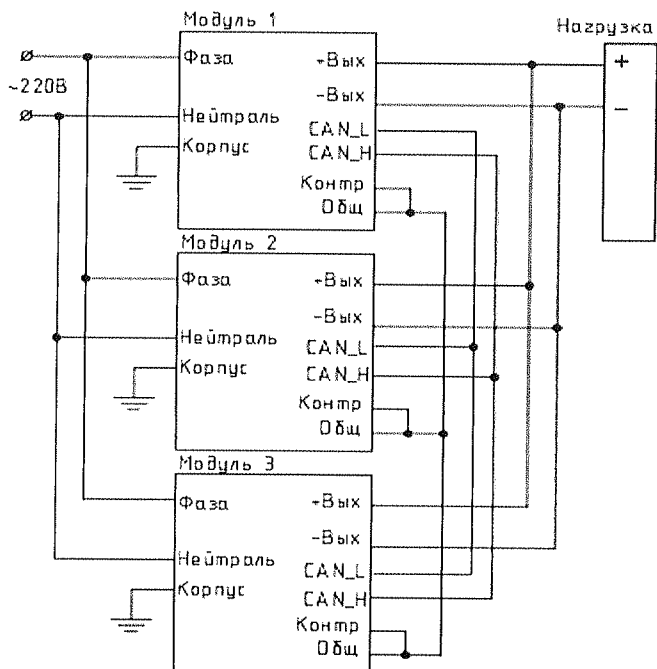 Модуль 1
Нагрузка
~220В
Фаза
+Вых
+
-Вых
–
Нейтраль
CAN_L
Корпус
CAN_H
Контр
Общ
Модуль 2
Фаза
+Вых
-Вых
Нейтраль
CAN_L
Корпус
CAN_H
Контр
Общ
Модуль 3
Фаза
+Вых
-Вых
Нейтраль
CAN_L
Корпус
CAN_H
Контр
Общ